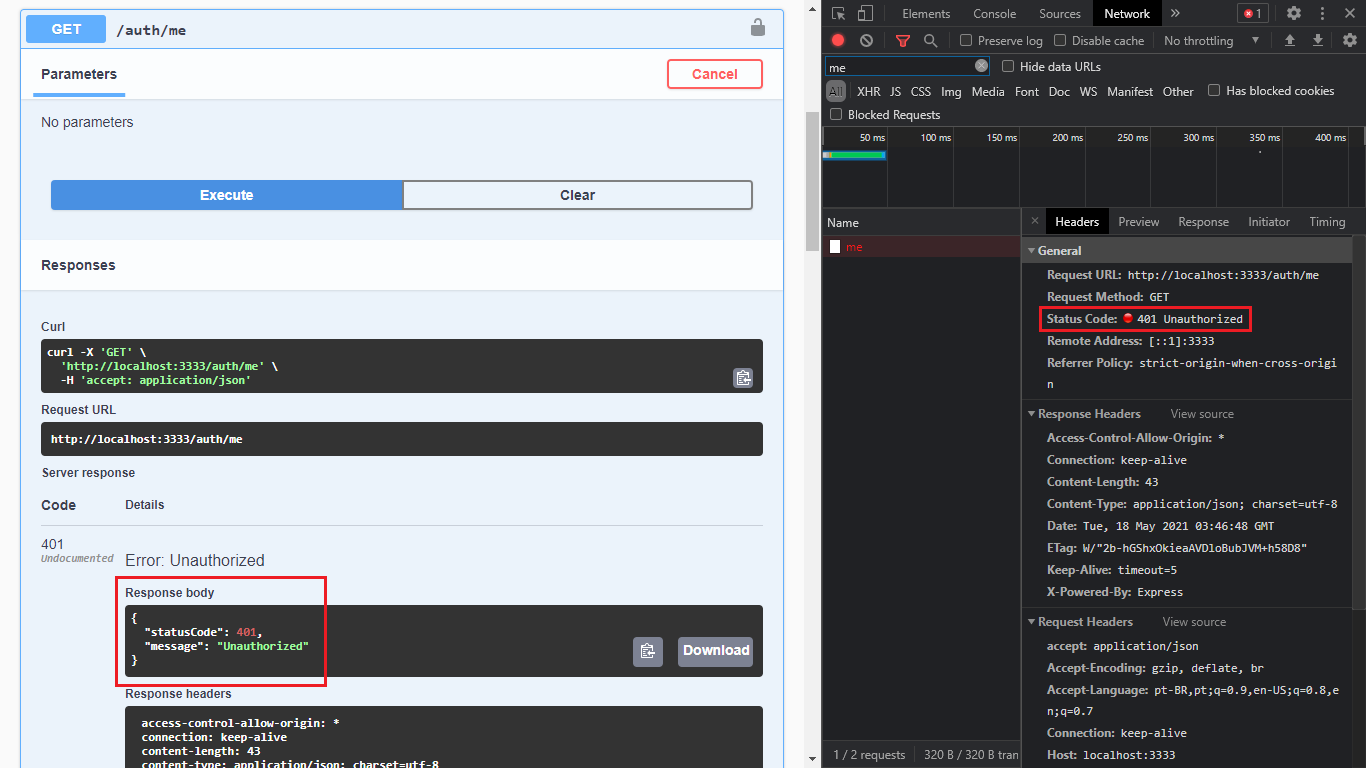 GET /auth/me
Parameters
Cancel
No parameters
Execute
Clear
Responses
Curl
curl -X 'GET' \
'http://localhost:3333/auth/me' \
-H 'accept: application/json'
Request URL
http://localhost:3333/auth/me
Server response
Code Details
401
Undocumented
Error: Unauthorized
Response body
{
"statusCode": 401,
"message": "Unauthorized"
}
Download
Response headers
access-control-allow-origin: *
connection: keep-alive
content-length: 43
content-type: application/json; charset=utf-8
Elements Console Sources Network » 1
Preserve log Disable cache No throttling
me Hide data URLs
All XHR JS CSS Img Media Font Doc WS Manifest Other Has blocked cookies
Blocked Requests
50 ms 100 ms 150 ms 200 ms 250 ms 300 ms 350 ms 400 ms
Name
me
1 / 2 requests 320 B / 320 B tran
× Headers Preview Response Initiator Timing
General
Request URL: http://localhost:3333/auth/me
Request Method: GET
Status Code: 401 Unauthorized
Remote Address: [::1]:3333
Referrer Policy: strict-origin-when-cross-origi
n
Response Headers View source
Access-Control-Allow-Origin: *
Connection: keep-alive
Content-Length: 43
Content-Type: application/json; charset=utf-8
Date: Tue, 18 May 2021 03:46:48 GMT
ETag: W/"2b-hGShxOkieaAVDloBubJVM+h58D8"
Keep-Alive: timeout=5
X-Powered-By: Express
Request Headers View source
accept: application/json
Accept-Encoding: gzip, deflate, br
Accept-Language: pt-BR,pt;q=0.9,en-US;q=0.8,e
n;q=0.7
Connection: keep-alive
Host: localhost:3333